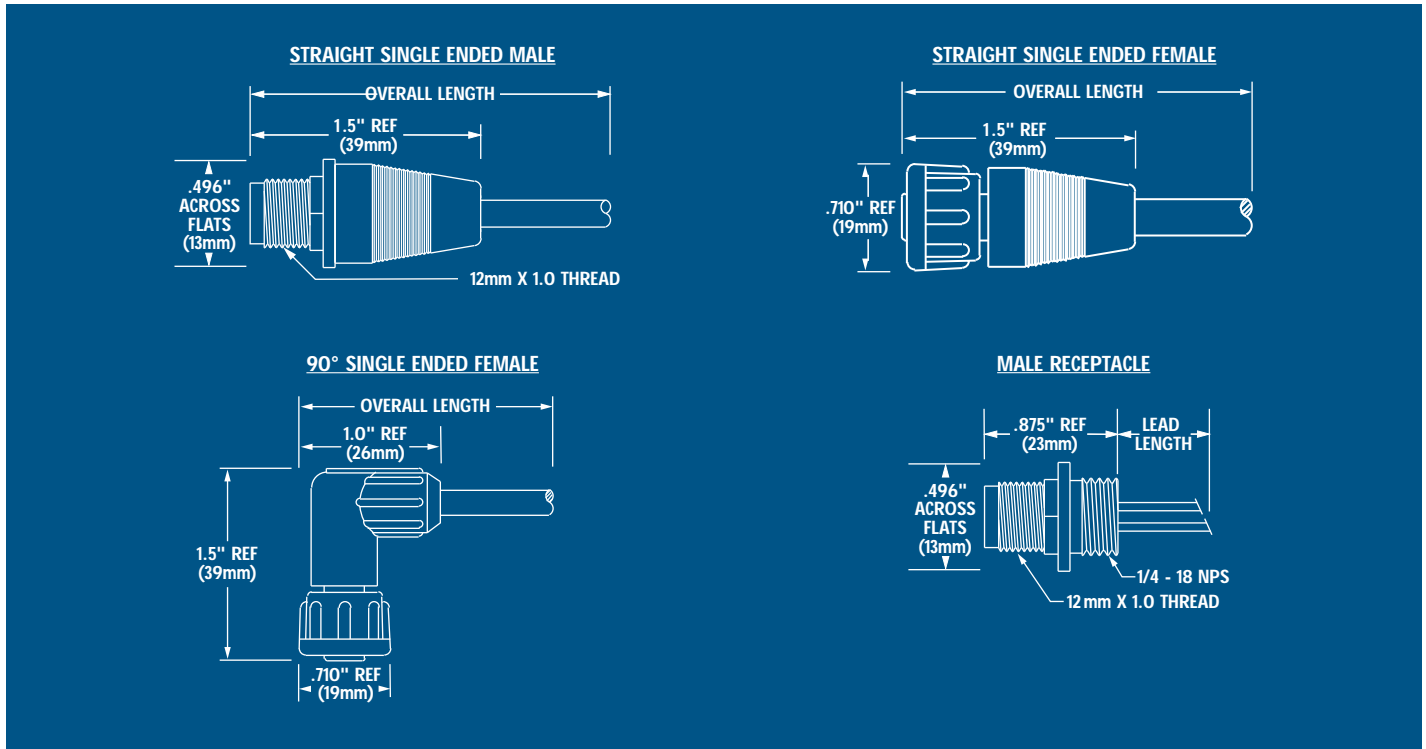 STRAIGHT SINGLE ENDED MALE
OVERALL LENGTH
1.5" REF
(39mm)
.496"
ACROSS
FLATS
(13mm)
12mm X 1.0 THREAD
STRAIGHT SINGLE ENDED FEMALE
OVERALL LENGTH
1.5" REF
(39mm)
.710" REF
(19mm)
90° SINGLE ENDED FEMALE
OVERALL LENGTH
1.0" REF
(26mm)
1.5" REF
(39mm)
.710" REF
(19mm)
MALE RECEPTACLE
.875" REF
(23mm)
LEAD
LENGTH
.496"
ACROSS
FLATS
(13mm)
1/4 - 18 NPS
12mm X 1.0 THREAD